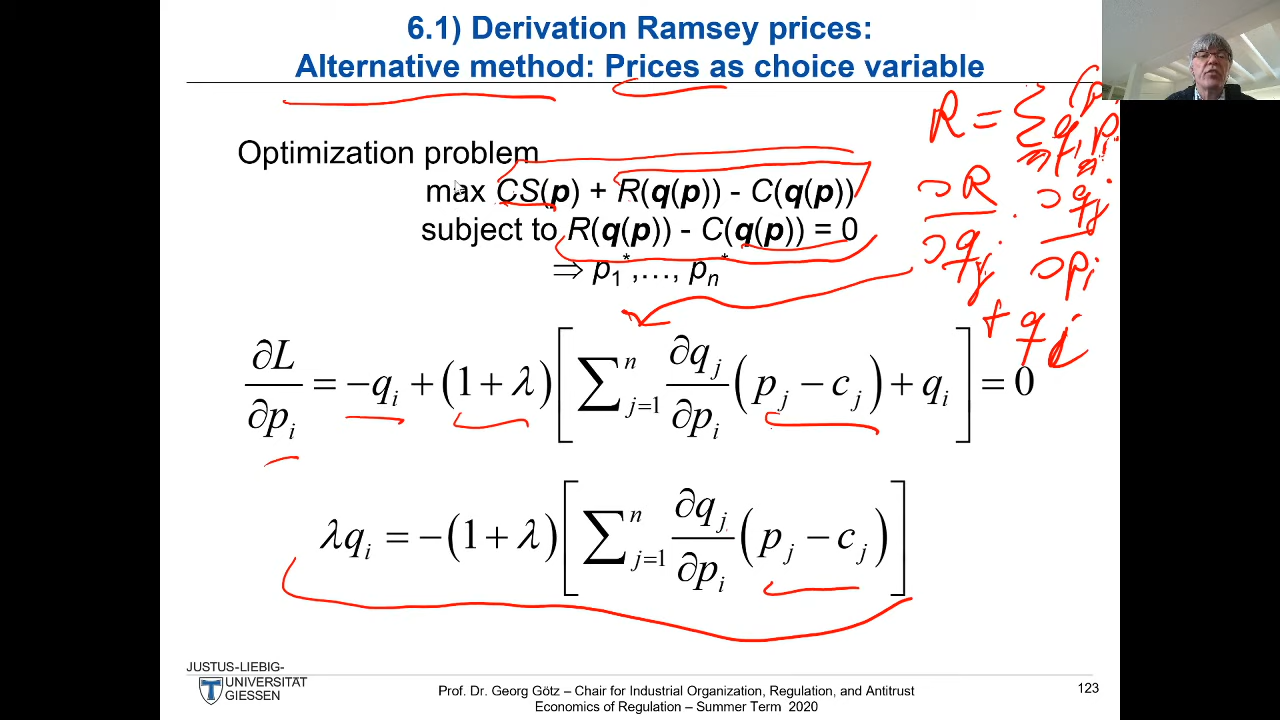 6.1) Derivation Ramsey prices:
Alternative method: Prices as choice variable
Optimization problem
max CS(p) + R(q(p)) - C(q(p))
subject to R(q(p)) - C(q(p)) = 0
⇒ p₁*,…, pₙ*
R = Σ qᵢ pᵢ
∂R/∂qⱼ · ∂qⱼ/∂pᵢ
+ qᵢ
∂L/∂pᵢ = −qᵢ + (1 + λ)[∑ⱼ₌₁ⁿ ∂qⱼ/∂pᵢ (pⱼ − cⱼ) + qᵢ] = 0
λqᵢ = −(1 + λ)[∑ⱼ₌₁ⁿ ∂qⱼ/∂pᵢ (pⱼ − cⱼ)]
JUSTUS-LIEBIG-
UNIVERSITÄT
GIESSEN
Prof. Dr. Georg Götz – Chair for Industrial Organization, Regulation, and Antitrust
Economics of Regulation – Summer Term 2020
123